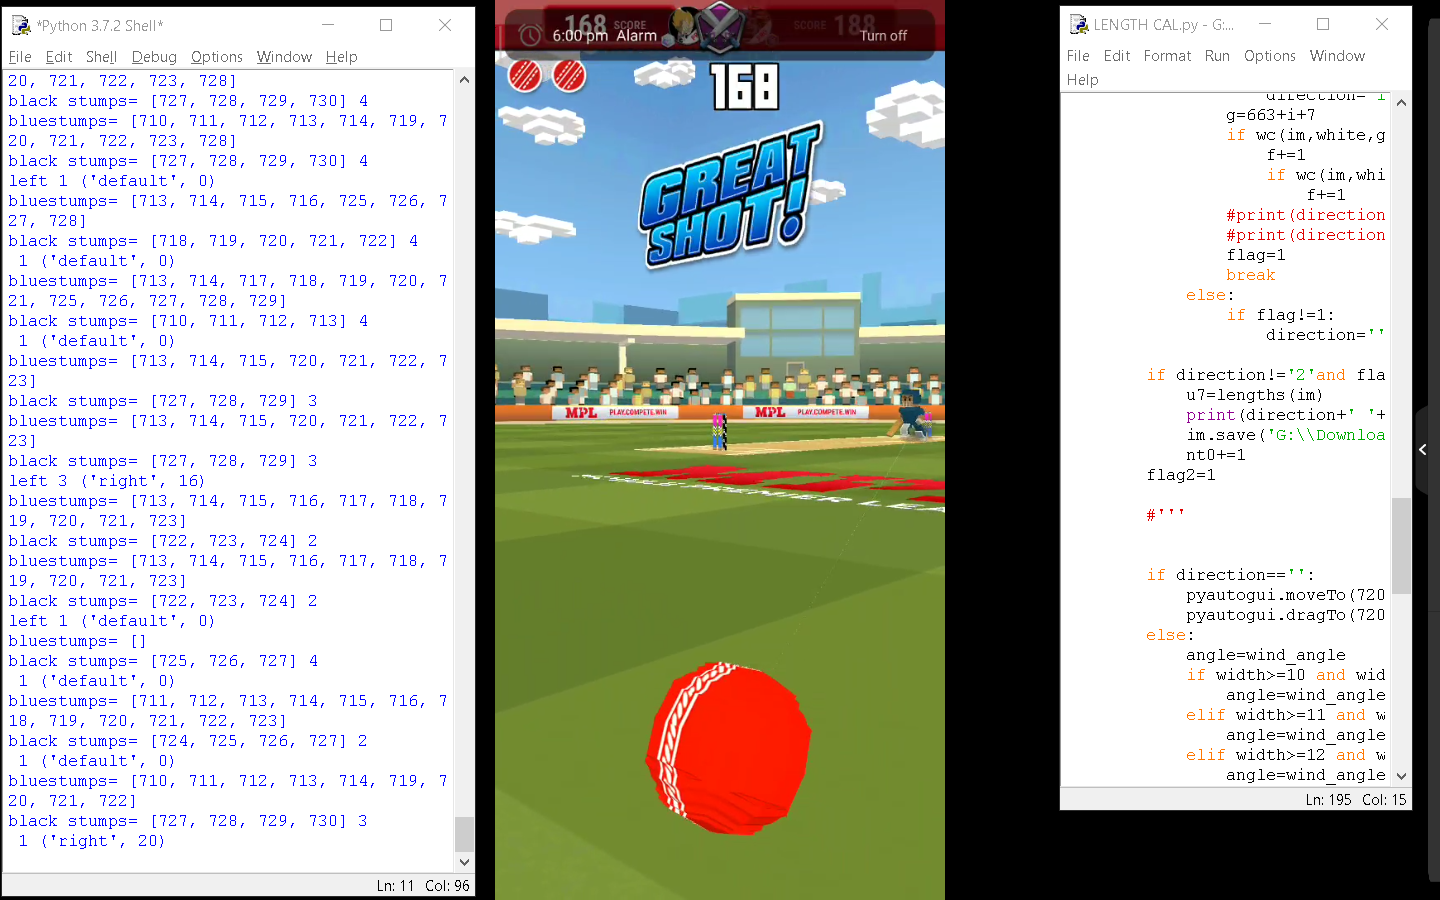 *Python 3.7.2 Shell*
File Edit Shell Debug Options Window Help
20, 721, 722, 723, 728]
black stumps= [727, 728, 729, 730] 4
bluestumps= [710, 711, 712, 713, 714, 719, 7
20, 721, 722, 723, 728]
black stumps= [727, 728, 729, 730] 4
left 1 ('default', 0)
bluestumps= [713, 714, 715, 716, 725, 726, 7
27, 728]
black stumps= [718, 719, 720, 721, 722] 4
1 ('default', 0)
bluestumps= [713, 714, 717, 718, 719, 720, 7
21, 725, 726, 727, 728, 729]
black stumps= [710, 711, 712, 713] 4
1 ('default', 0)
bluestumps= [713, 714, 715, 720, 721, 722, 7
23]
black stumps= [727, 728, 729] 3
bluestumps= [713, 714, 715, 720, 721, 722, 7
23]
black stumps= [727, 728, 729] 3
left 3 ('right', 16)
bluestumps= [713, 714, 715, 716, 717, 718, 7
19, 720, 721, 723]
black stumps= [722, 723, 724] 2
bluestumps= [713, 714, 715, 716, 717, 718, 7
19, 720, 721, 723]
black stumps= [722, 723, 724] 2
left 1 ('default', 0)
bluestumps= []
black stumps= [725, 726, 727] 4
1 ('default', 0)
bluestumps= [711, 712, 713, 714, 715, 716, 7
18, 719, 720, 721, 722, 723]
black stumps= [724, 725, 726, 727] 2
1 ('default', 0)
bluestumps= [710, 711, 712, 713, 714, 719, 7
20, 721, 722]
black stumps= [727, 728, 729, 730] 3
1 ('right', 20)
Ln: 11 Col: 96
168 SCORE SCORE 188
6:00 pm Alarm Turn off
168
GREAT
SHOT!
MPL PLAY.COMPETE.WIN MPL PLAY.COMPETE.WIN
PREMIER LEA
LENGTH CAL.py - G:...
File Edit Format Run Options Window
Help
direction='l
g=663+i+7
if wc(im,white,g
f+=1
if wc(im,whi
f+=1
#print(direction
#print(direction
flag=1
break
else:
if flag!=1:
direction=''
if direction!='2'and fla
u7=lengths(im)
print(direction+' '+
im.save('G:\\Downloa
nt0+=1
flag2=1
#'''
if direction=='':
pyautogui.moveTo(720
pyautogui.dragTo(720
else:
angle=wind_angle
if width>=10 and wid
angle=wind_angle
elif width>=11 and w
angle=wind_angle
elif width>=12 and w
angle=wind_angle
Ln: 195 Col: 15